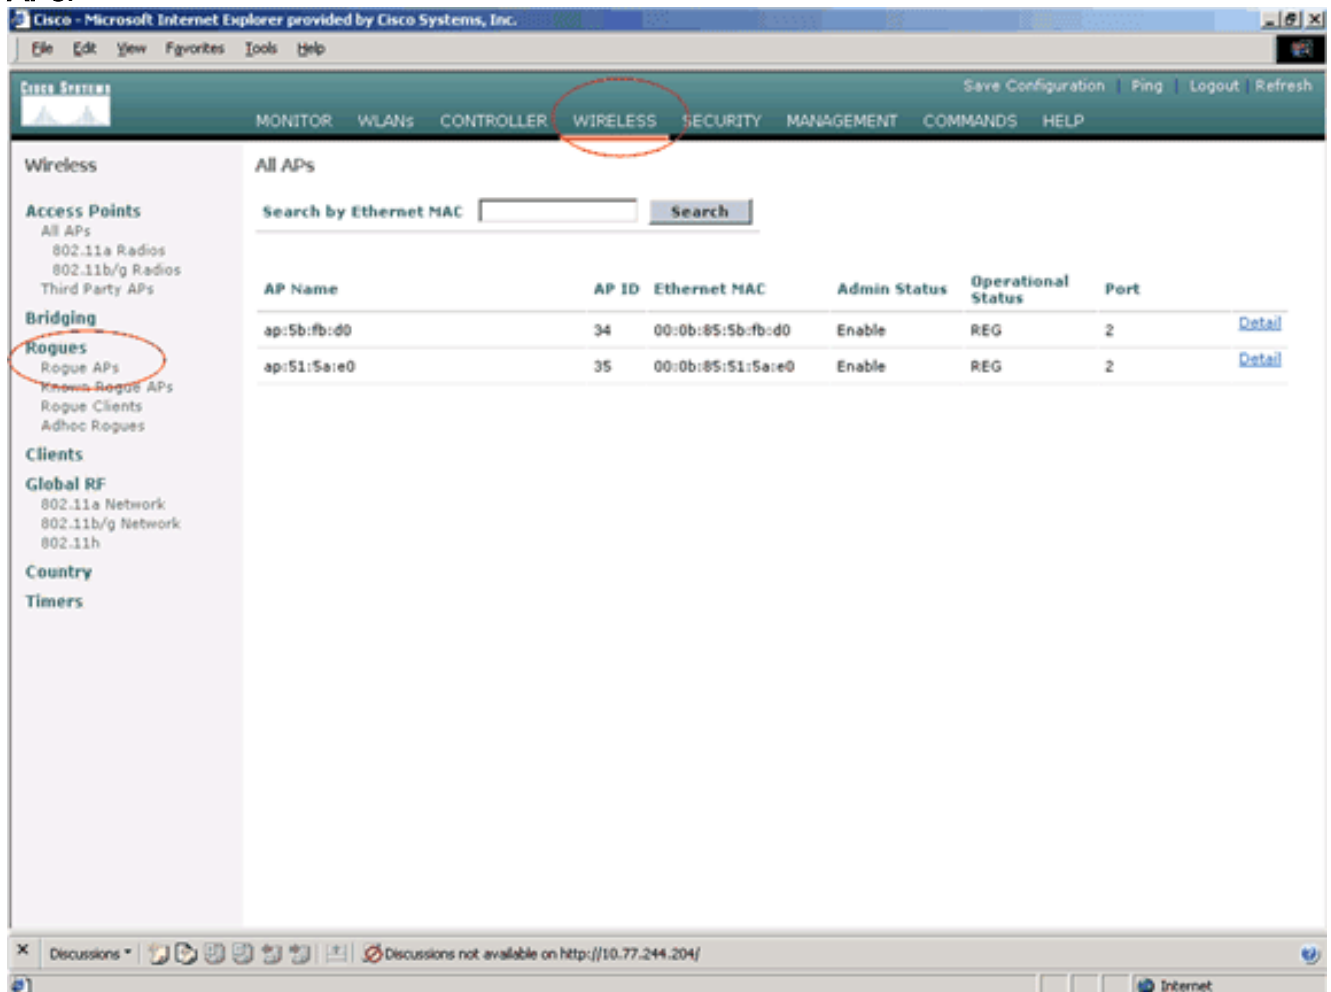 APs.
Cisco - Microsoft Internet Explorer provided by Cisco Systems, Inc.
File Edit View Favorites Tools Help
CISCO SYSTEMS
Save Configuration | Ping | Logout | Refresh
MONITOR WLANs CONTROLLER WIRELESS SECURITY MANAGEMENT COMMANDS HELP
Wireless
Access Points
All APs
802.11a Radios
802.11b/g Radios
Third Party APs
Bridging
Rogues
Rogue APs
Known Rogue APs
Rogue Clients
Adhoc Rogues
Clients
Global RF
802.11a Network
802.11b/g Network
802.11h
Country
Timers
All APs
Search by Ethernet MAC Search
AP Name AP ID Ethernet MAC Admin Status Operational Status Port
ap:5b:fb:d0 34 00:0b:85:5b:fb:d0 Enable REG 2 Detail
ap:51:5a:e0 35 00:0b:85:51:5a:e0 Enable REG 2 Detail
Discussions Discussions not available on http://10.77.244.204/
Internet